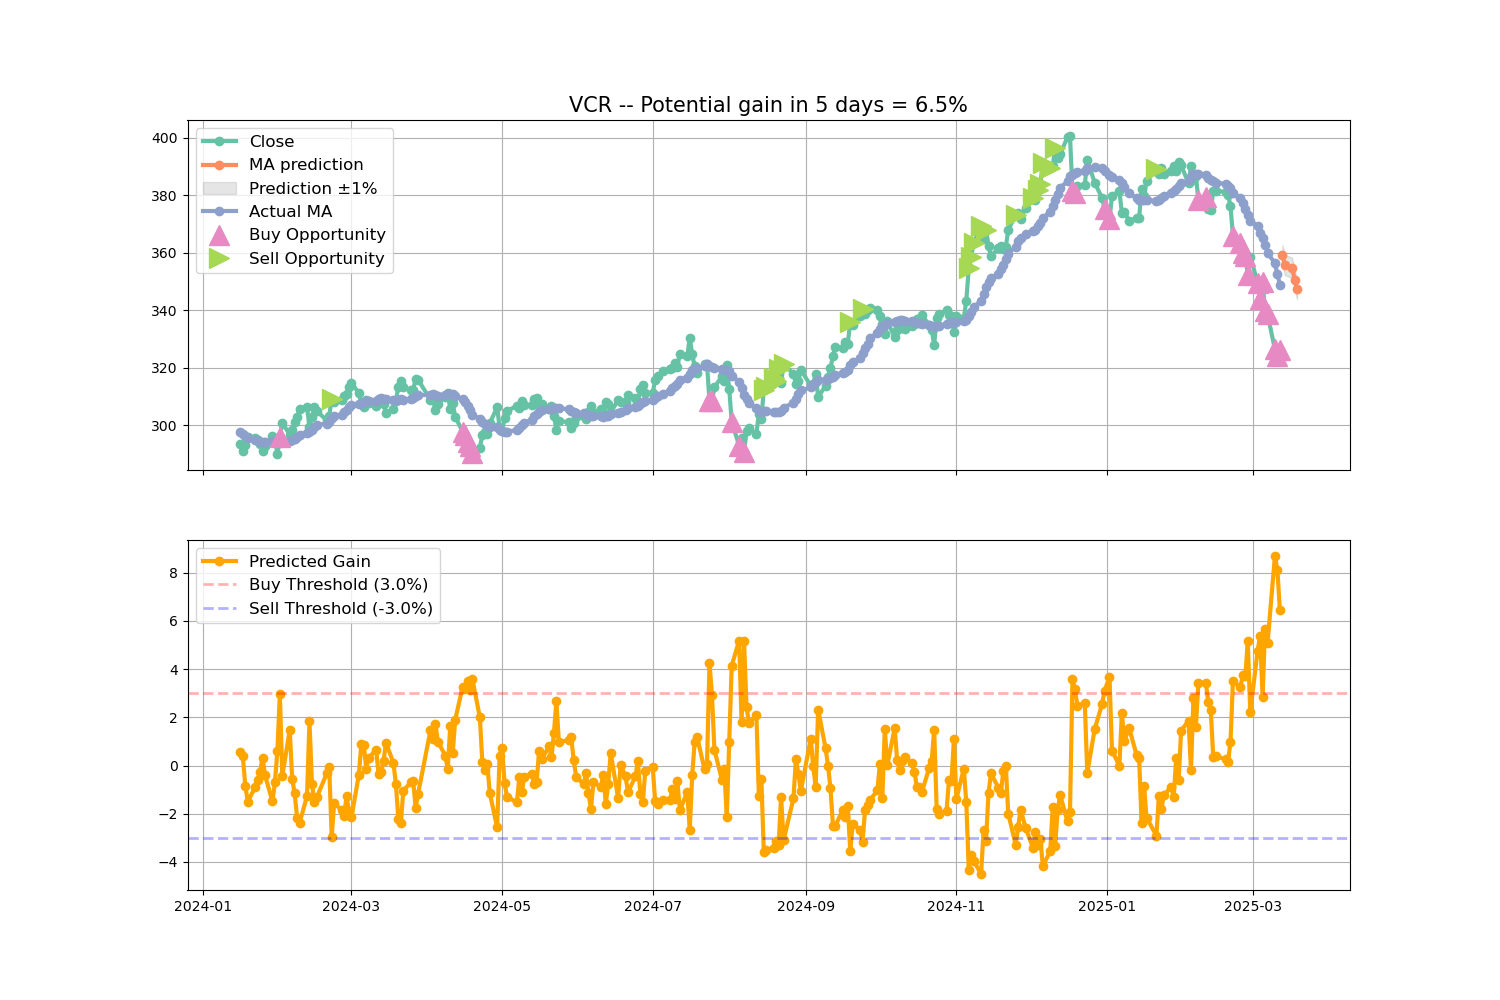 VCR -- Potential gain in 5 days = 6.5%
400
380
360
340
320
300
Close
MA prediction
Prediction ±1%
Actual MA
Buy Opportunity
Sell Opportunity
8
6
4
2
0
−2
−4
Predicted Gain
Buy Threshold (3.0%)
Sell Threshold (-3.0%)
2024-01 2024-03 2024-05 2024-07 2024-09 2024-11 2025-01 2025-03